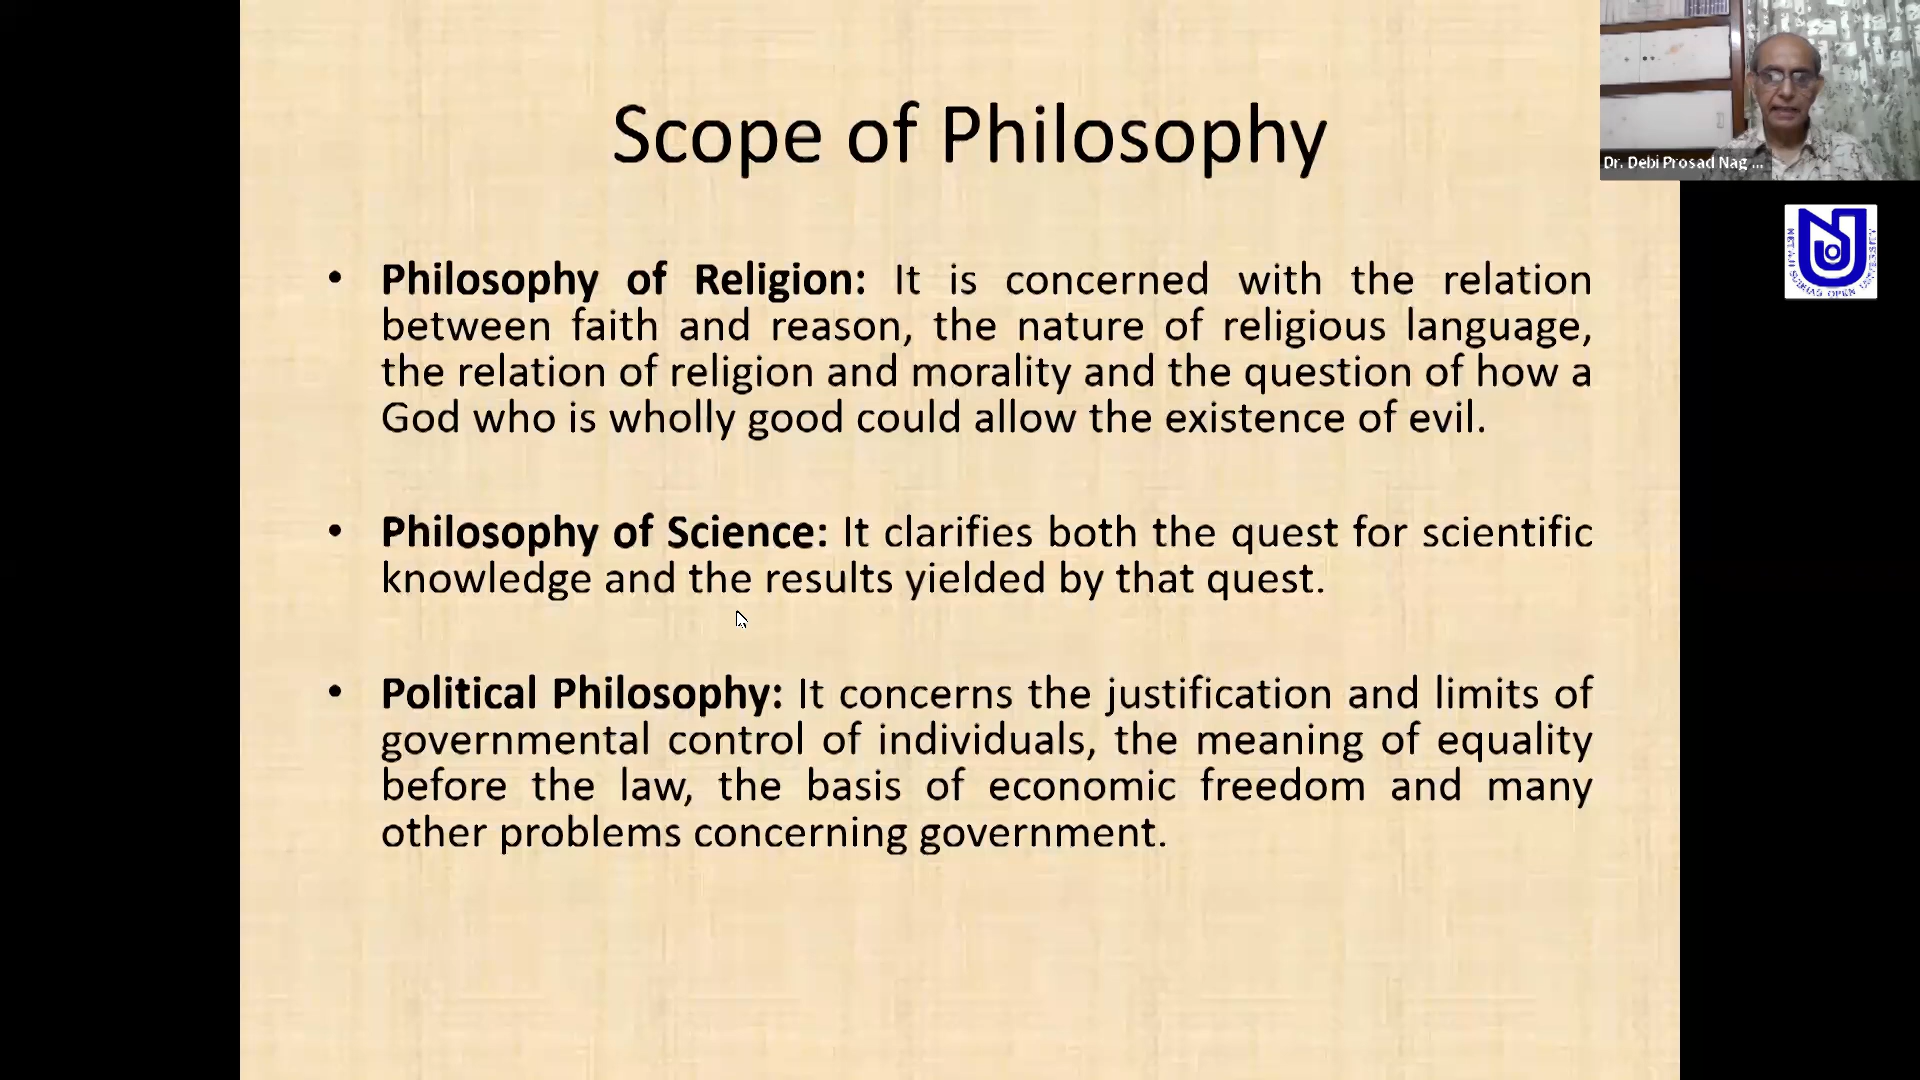 Scope of Philosophy
Dr. Debi Prosad Nag ...
NETAJI SUBHAS OPEN UNIVERSITY
• Philosophy of Religion: It is concerned with the relation
between faith and reason, the nature of religious language,
the relation of religion and morality and the question of how a
God who is wholly good could allow the existence of evil.
• Philosophy of Science: It clarifies both the quest for scientific
knowledge and the results yielded by that quest.
• Political Philosophy: It concerns the justification and limits of
governmental control of individuals, the meaning of equality
before the law, the basis of economic freedom and many
other problems concerning government.